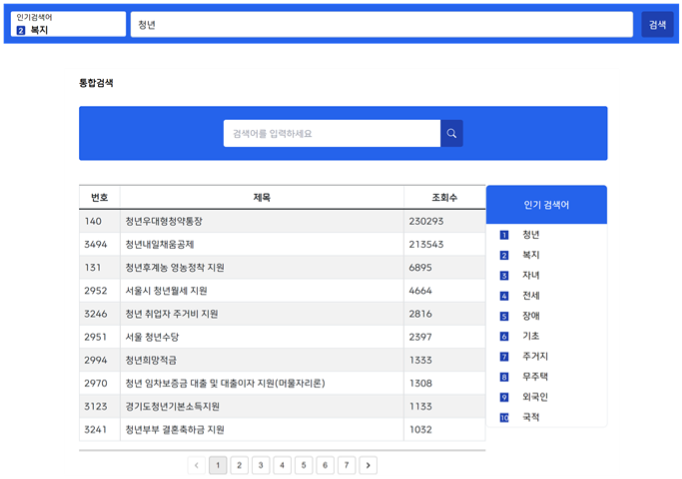 인기검색어
2 복지
청년
검색
통합검색
검색어를 입력하세요
번호 제목 조회수
140 청년우대형청약통장 230293
3494 청년내일채움공제 213543
131 청년후계농 영농정착 지원 6895
2952 서울시 청년월세 지원 4664
3246 청년 취업자 주거비 지원 2816
2951 서울 청년수당 2397
2994 청년희망적금 1333
2970 청년 임차보증금 대출 및 대출이자 지원(머물자리론) 1308
3123 경기도청년기본소득지원 1133
3241 청년부부 결혼축하금 지원 1032
< 1 2 3 4 5 6 7 >
인기 검색어
1 청년
2 복지
3 자녀
4 전세
5 장애
6 기초
7 주거지
8 무주택
9 외국인
10 국적